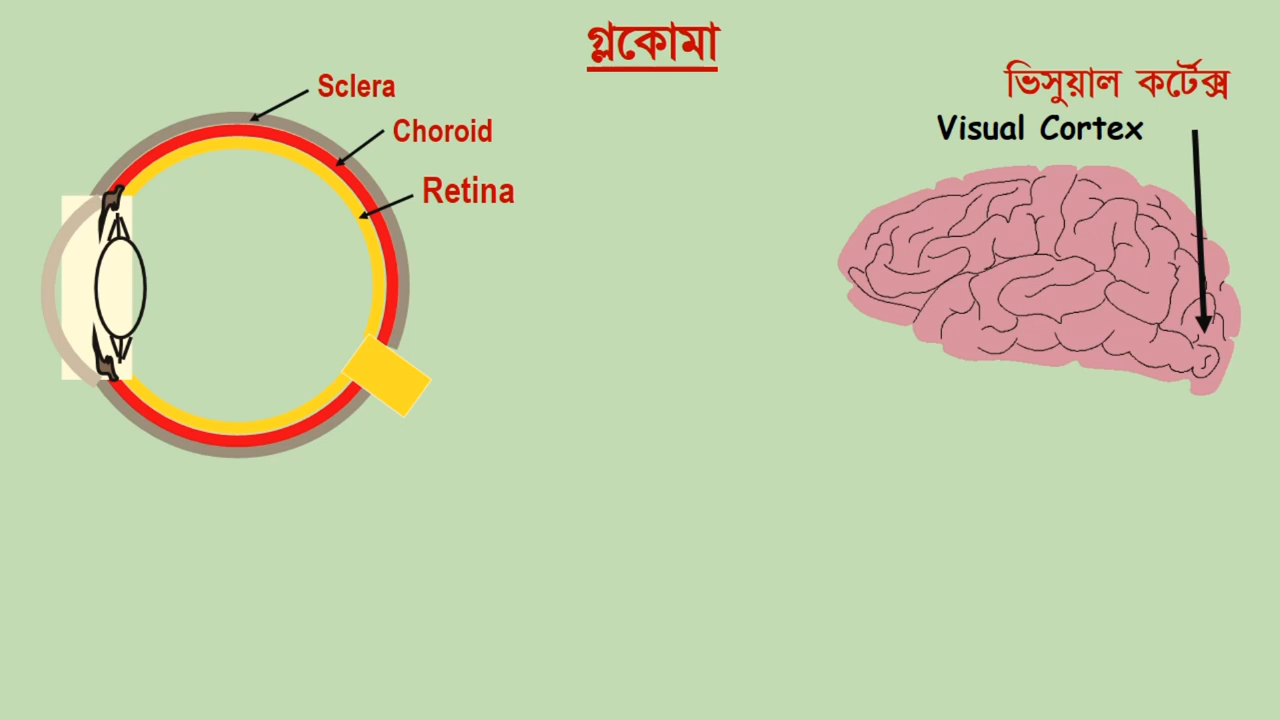 গ্লকোমা
Sclera
ভিসুয়াল কর্টেক্স
Choroid
Visual Cortex
Retina